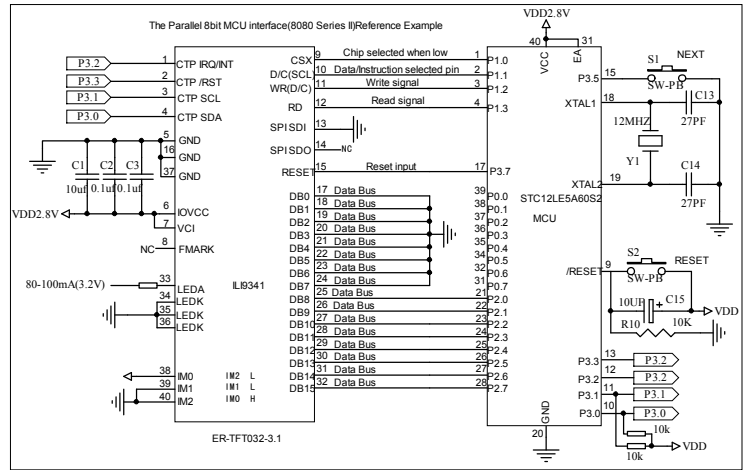 The Parallel 8bit MCU interface(8080 Series II)Reference Example
VDD2.8V
P3.2 1 CTP IRQ/INT
P3.3 2 CTP /RST
P3.1 3 CTP SCL
P3.0 4 CTP SDA
5 GND
16 GND
37 GND
C1 C2 C3
10uf 0.1uf 0.1uf
VDD2.8V
6 IOVCC
7 VCI
NC 8 FMARK
80-100mA(3.2V) 33 LEDA
34 LEDK
35 LEDK
36 LEDK
38 IM0
39 IM1
40 IM2
ILI9341
IM2 L
IM1 L
IM0 H
ER-TFT032-3.1
CSX 9 Chip selected when low 1 P1.0
D/C(SCL) 10 Data/Instruction selected pin 2 P1.1
WR(D/C) 11 Write signal 3 P1.2
RD 12 Read signal 4 P1.3
SPI SDI 13
SPI SDO 14 NC
RESET 15 Reset input 17 P3.7
DB0 17 Data Bus
DB1 18 Data Bus
DB2 19 Data Bus
DB3 20 Data Bus
DB4 21 Data Bus
DB5 22 Data Bus
DB6 23 Data Bus
DB7 24 Data Bus
39 P0.0
38 P0.1
37 P0.2
36 P0.3
35 P0.4
34 P0.5
32 P0.6
31 P0.7
DB8 25 Data Bus 21 P2.0
DB9 26 Data Bus 22 P2.1
DB10 27 Data Bus 23 P2.2
DB11 28 Data Bus 24 P2.3
DB12 29 Data Bus 25 P2.4
DB13 30 Data Bus 26 P2.5
DB14 31 Data Bus 27 P2.6
DB15 32 Data Bus 28 P2.7
40 VCC
31 EA
STC12LE5A60S2
MCU
GND
20
P3.5 15
S1 NEXT
SW-PB
XTAL1 18
12MHZ
Y1
C13
27PF
XTAL2 19
C14
27PF
/RESET 9
S2 RESET
SW-PB
10UF + C15
VDD
R10 10K
P3.3 13 P3.2
P3.2 12 P3.2
P3.1 11 P3.1
P3.0 10 P3.0
10k
10k
VDD